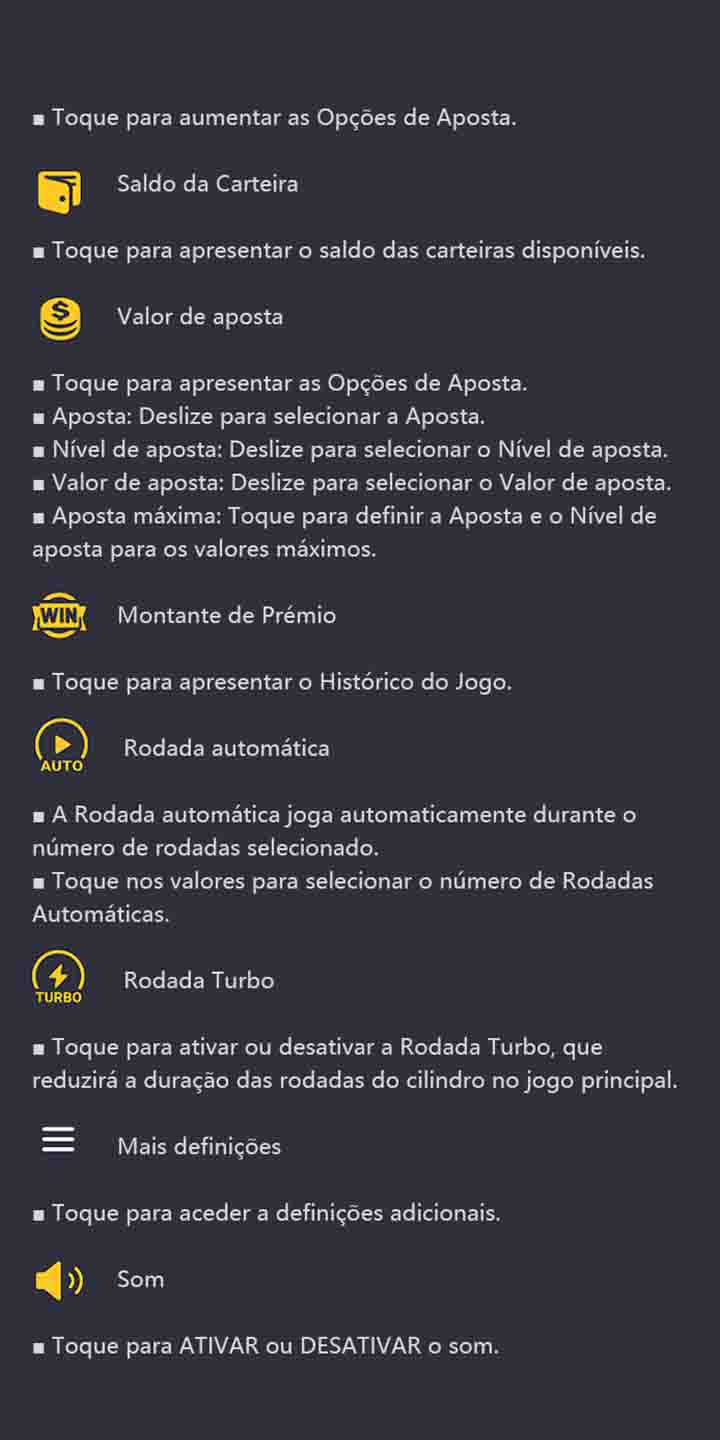 ▪ Toque para aumentar as Opções de Aposta.
Saldo da Carteira
▪ Toque para apresentar o saldo das carteiras disponíveis.
$
Valor de aposta
▪ Toque para apresentar as Opções de Aposta.
▪ Aposta: Deslize para selecionar a Aposta.
▪ Nível de aposta: Deslize para selecionar o Nível de aposta.
▪ Valor de aposta: Deslize para selecionar o Valor de aposta.
▪ Aposta máxima: Toque para definir a Aposta e o Nível de
aposta para os valores máximos.
WIN
Montante de Prémio
▪ Toque para apresentar o Histórico do Jogo.
AUTO
Rodada automática
▪ A Rodada automática joga automaticamente durante o
número de rodadas selecionado.
▪ Toque nos valores para selecionar o número de Rodadas
Automáticas.
TURBO
Rodada Turbo
▪ Toque para ativar ou desativar a Rodada Turbo, que
reduzirá a duração das rodadas do cilindro no jogo principal.
Mais definições
▪ Toque para aceder a definições adicionais.
Som
▪ Toque para ATIVAR ou DESATIVAR o som.